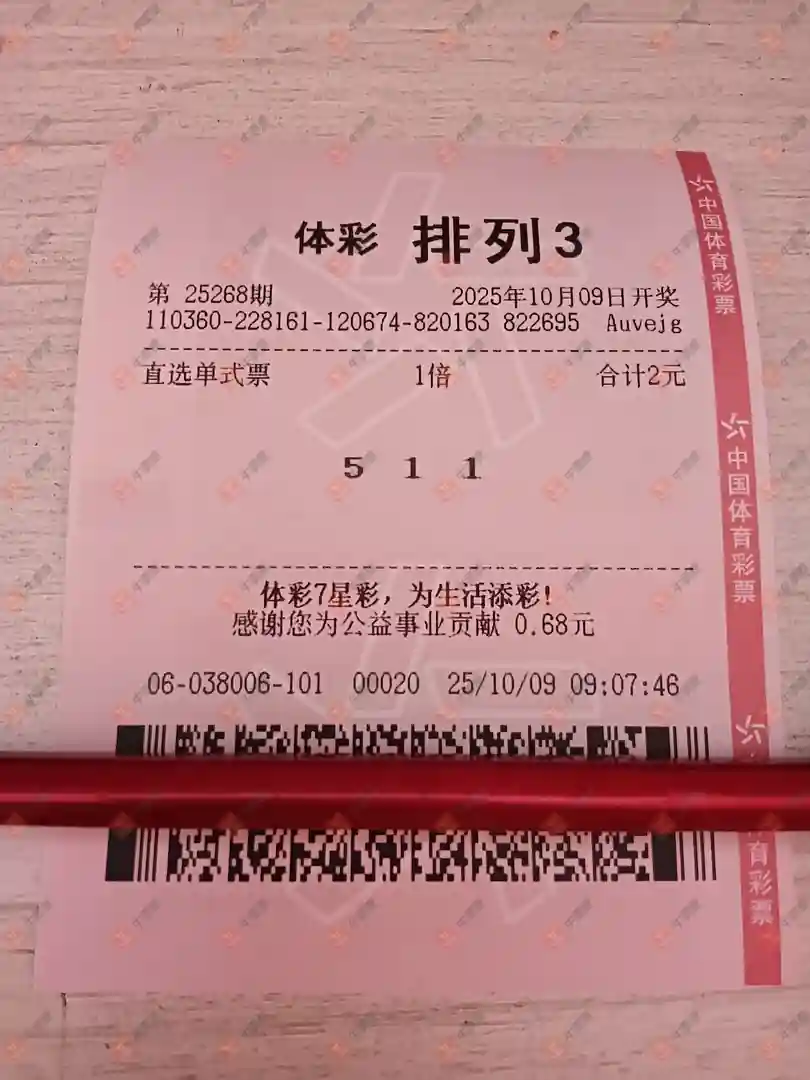 体彩 排列3
第 25268期 2025年10月09日开奖
110360-228161-120674-820163 822695 Auvejg
直选单式票 1倍 合计2元
5 1 1
体彩7星彩，为生活添彩!
感谢您为公益事业贡献 0.68元
06-038006-101 00020 25/10/09 09:07:46
中国体育彩票
中国体育彩票
育彩票